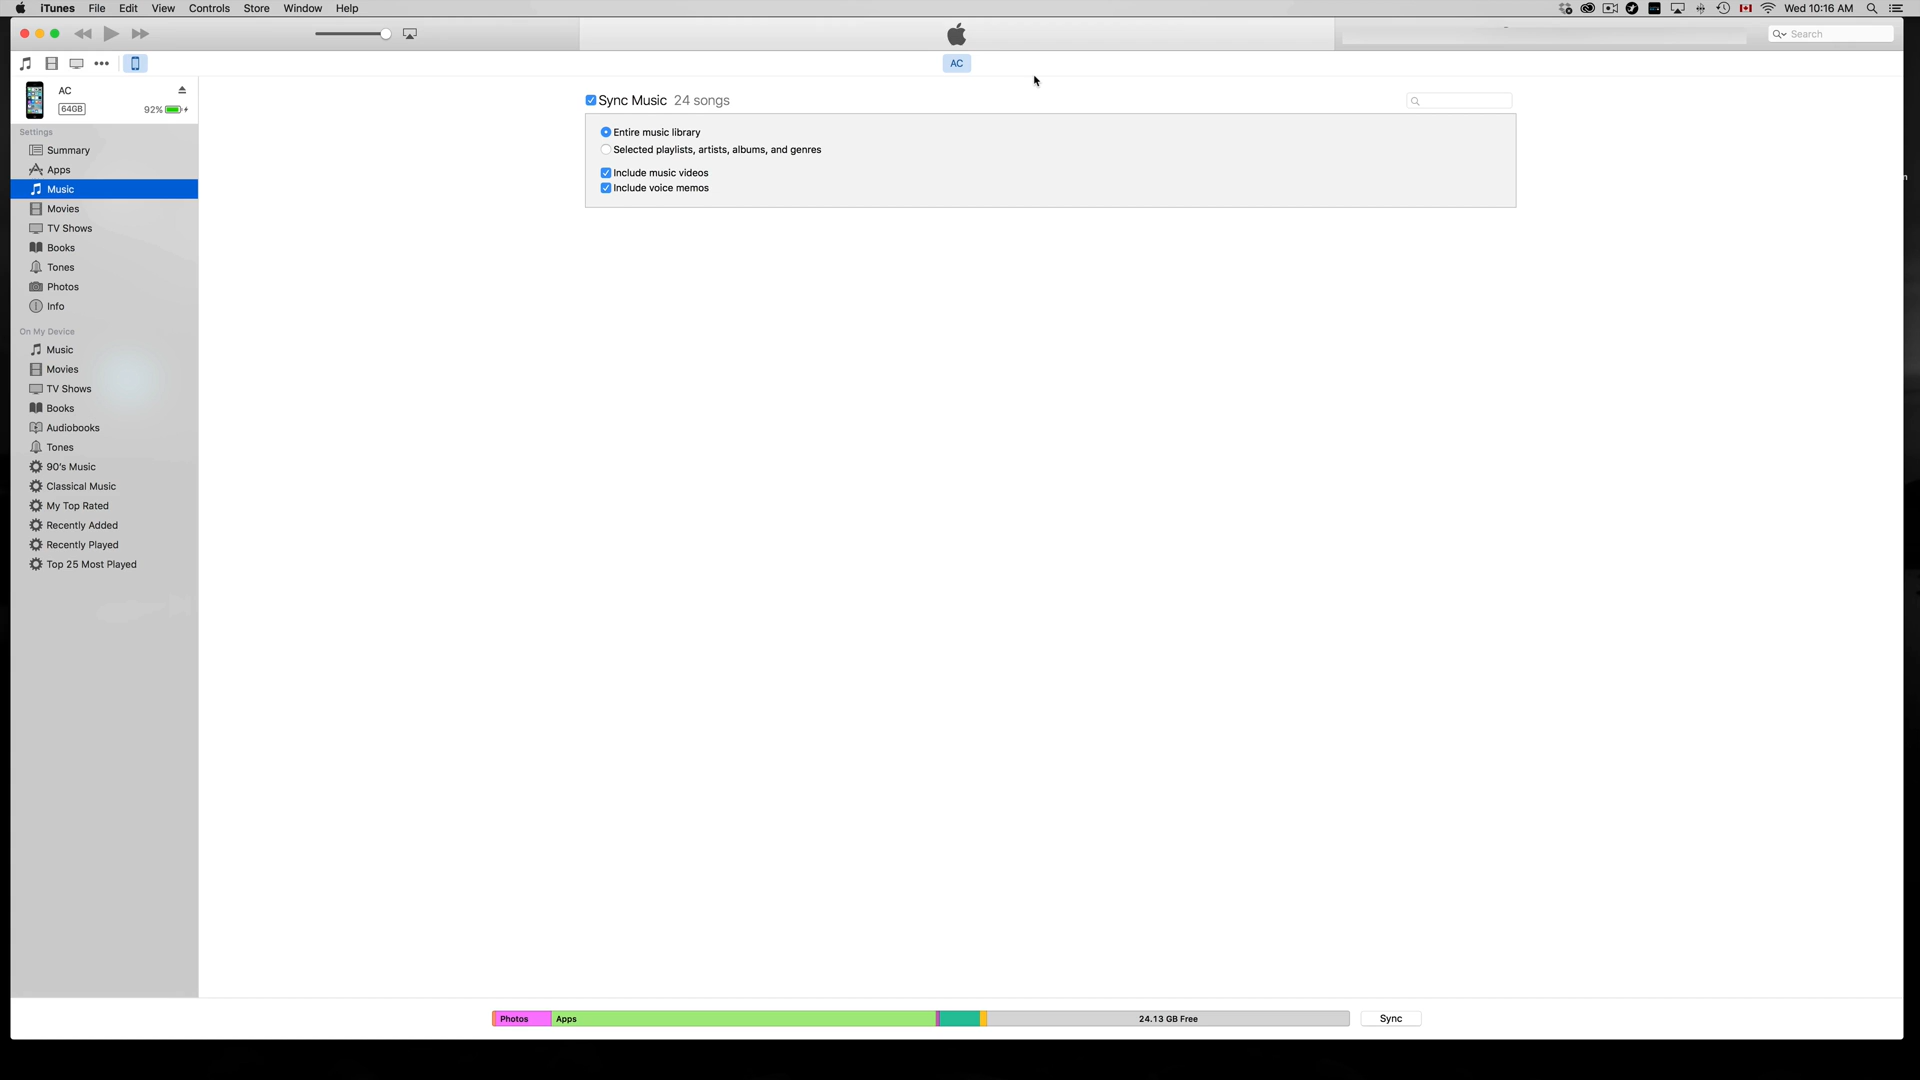 iTunes File Edit View Controls Store Window Help Wed 10:16 AM
Search
AC
AC
64GB 92%
Settings
Summary
Apps
Music
Movies
TV Shows
Books
Tones
Photos
Info
On My Device
Music
Movies
TV Shows
Books
Audiobooks
Tones
90's Music
Classical Music
My Top Rated
Recently Added
Recently Played
Top 25 Most Played
Sync Music 24 songs
Entire music library
Selected playlists, artists, albums, and genres
Include music videos
Include voice memos
Photos Apps 24.13 GB Free Sync